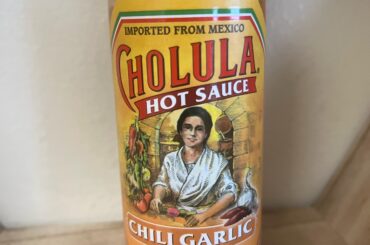 IMPORTED FROM MEXICO
CHOLULA
HOT SAUCE
CHILI GARLIC